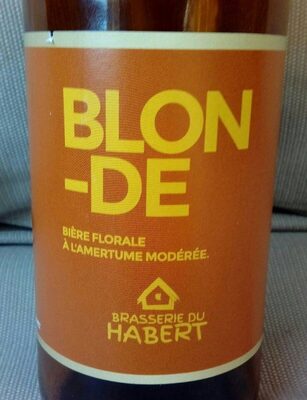 BLON
-DE
BIÈRE FLORALE
À L'AMERTUME MODÉRÉE.
BRASSERIE DU
HABERT